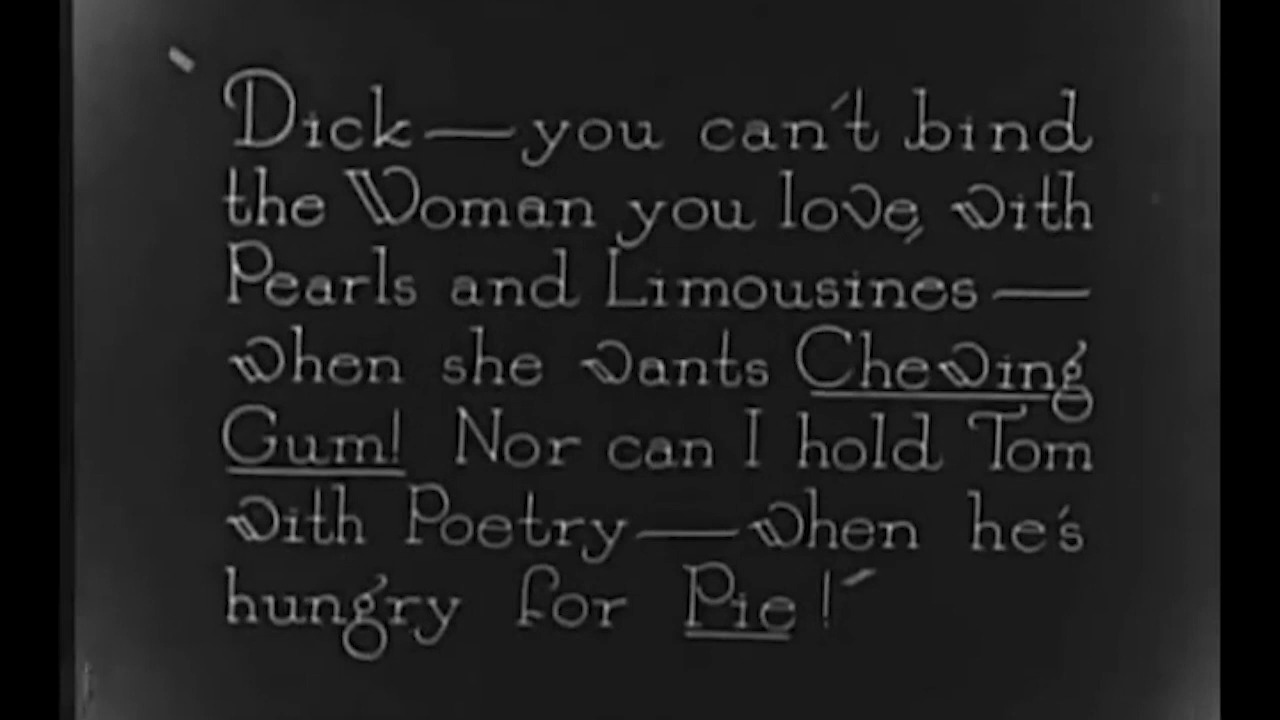 'Dick—you can't bind
the Woman you love, with
Pearls and Limousines—
when she wants Chewing
Gum! Nor can I hold Tom
with Poetry—when he's
hungry for Pie!'